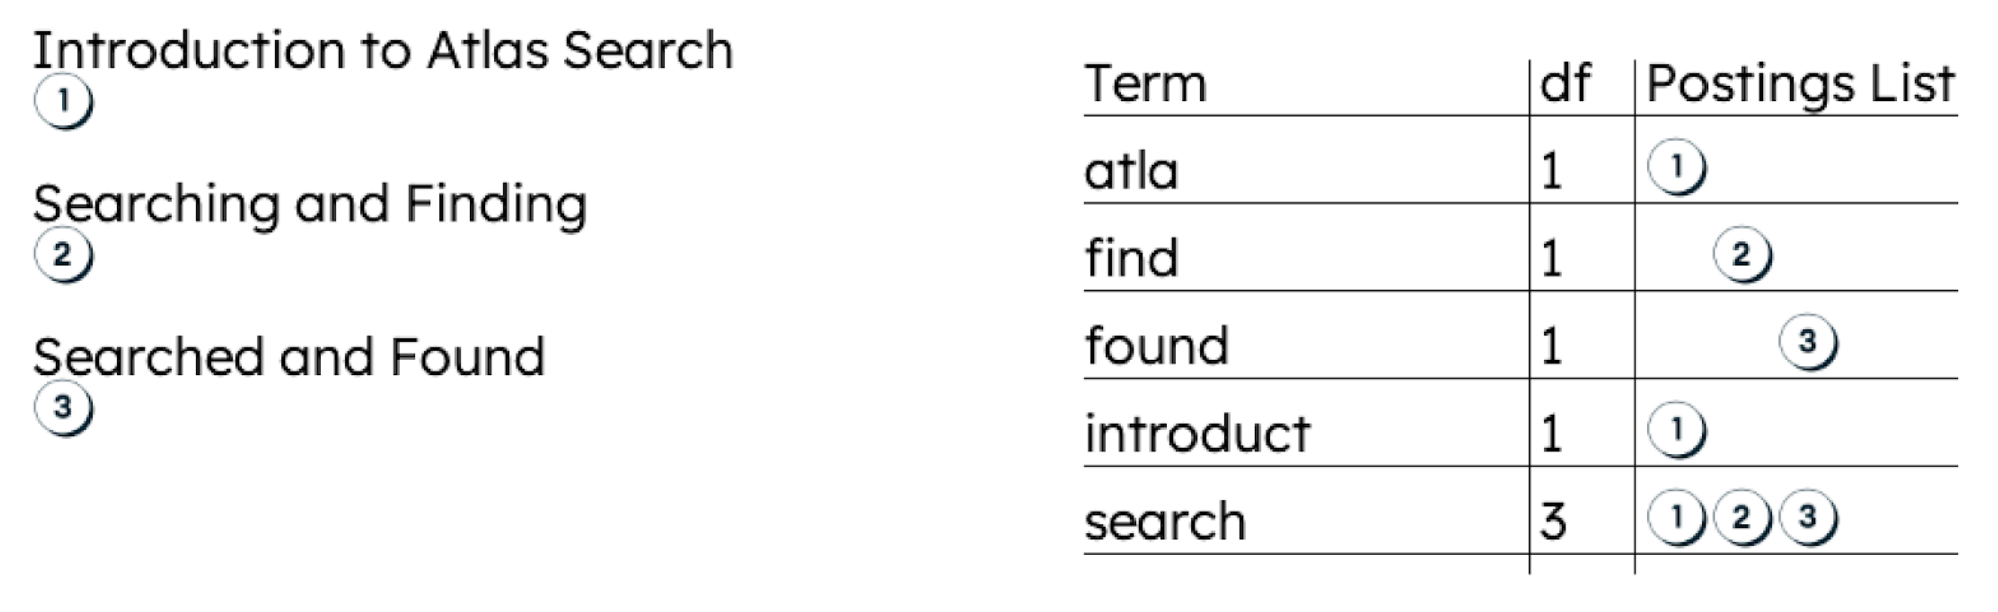 Introduction to Atlas Search
1
Searching and Finding
2
Searched and Found
3
Term df Postings List
atla 1 1
find 1 2
found 1 3
introduct 1 1
search 3 1 2 3